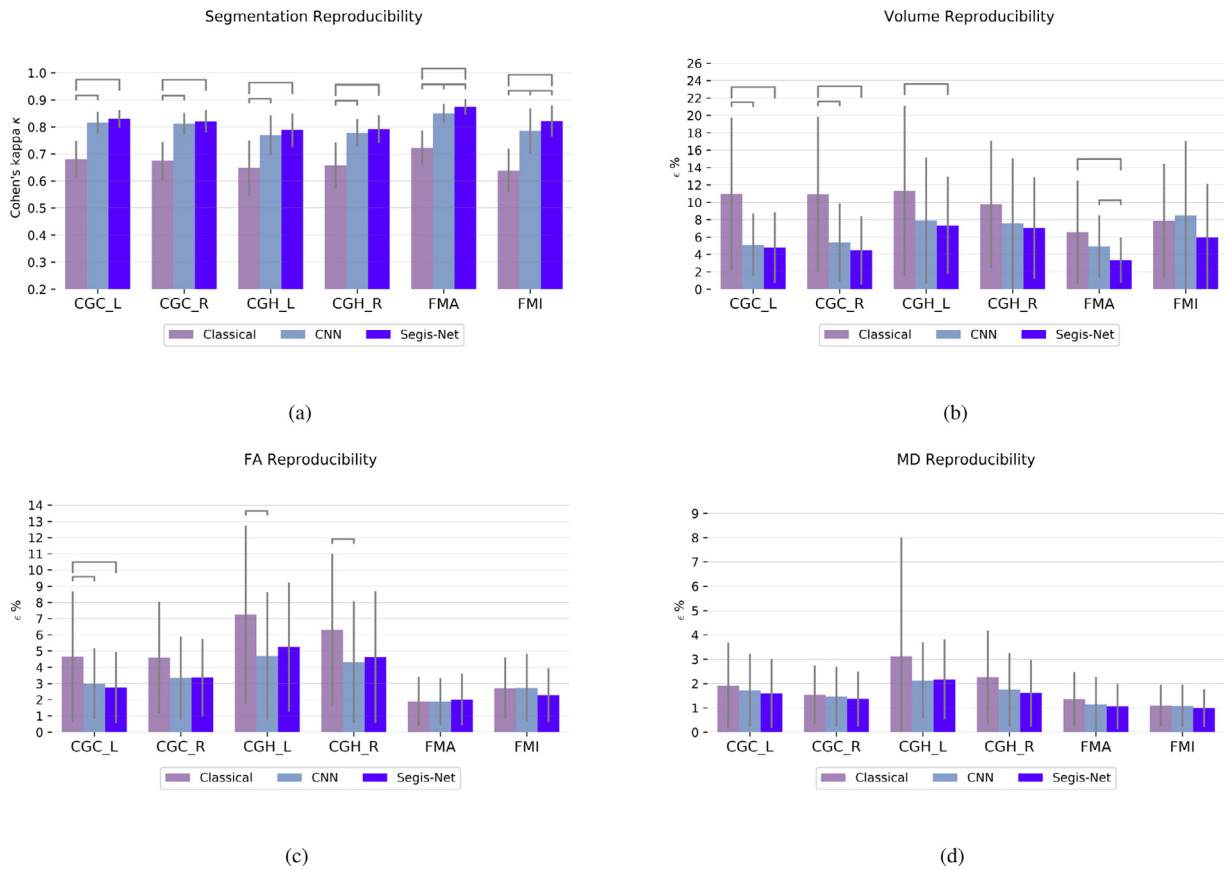 Segmentation Reproducibility
Cohen's kappa κ
1.0
0.9
0.8
0.7
0.6
0.5
0.4
0.3
0.2
CGC_L CGC_R CGH_L CGH_R FMA FMI
Classical CNN Segis-Net
(a)
Volume Reproducibility
ϵ %
26
24
22
20
18
16
14
12
10
8
6
4
2
0
CGC_L CGC_R CGH_L CGH_R FMA FMI
Classical CNN Segis-Net
(b)
FA Reproducibility
ϵ %
14
13
12
11
10
9
8
7
6
5
4
3
2
1
0
CGC_L CGC_R CGH_L CGH_R FMA FMI
Classical CNN Segis-Net
(c)
MD Reproducibility
ϵ %
9
8
7
6
5
4
3
2
1
0
CGC_L CGC_R CGH_L CGH_R FMA FMI
Classical CNN Segis-Net
(d)